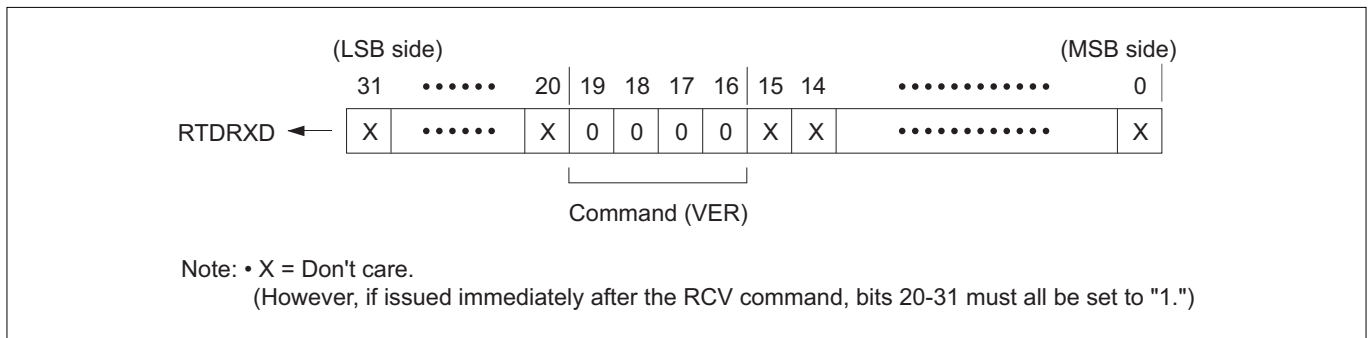 (LSB side) (MSB side)
31 •••••• 20 19 18 17 16 15 14 •••••••••••• 0
RTDRXD X •••••• X 0 0 0 0 X X •••••••••••• X
Command (VER)
Note: • X = Don't care.
(However, if issued immediately after the RCV command, bits 20-31 must all be set to "1.")